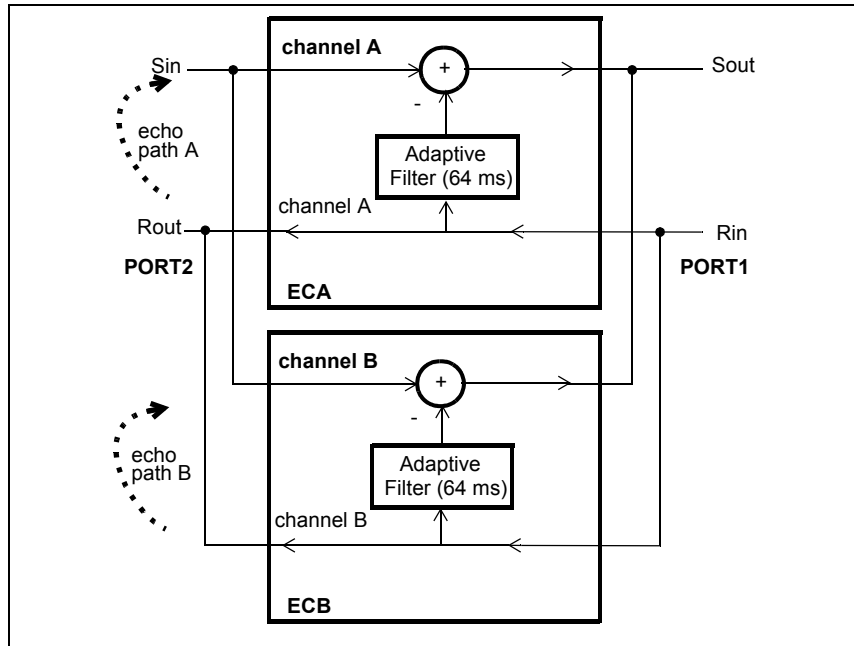 channel A
Sin
+
Sout
-
echo
path A
Adaptive
Filter (64 ms)
channel A
Rout
Rin
PORT2
PORT1
ECA
channel B
+
-
echo
path B
Adaptive
Filter (64 ms)
channel B
ECB